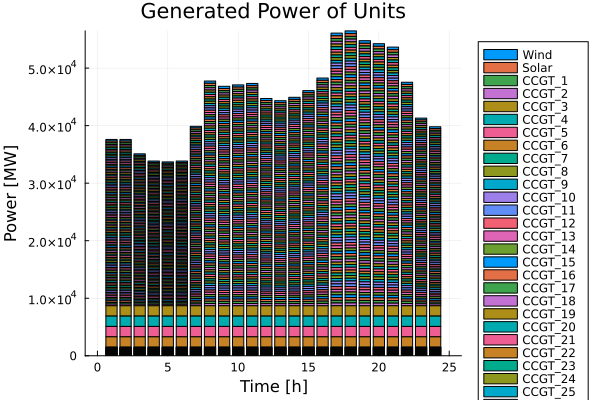 Generated Power of Units
Power [MW]
5.0×10⁴
4.0×10⁴
3.0×10⁴
2.0×10⁴
1.0×10⁴
0
0 5 10 15 20 25
Time [h]
Wind
Solar
CCGT_1
CCGT_2
CCGT_3
CCGT_4
CCGT_5
CCGT_6
CCGT_7
CCGT_8
CCGT_9
CCGT_10
CCGT_11
CCGT_12
CCGT_13
CCGT_14
CCGT_15
CCGT_16
CCGT_17
CCGT_18
CCGT_19
CCGT_20
CCGT_21
CCGT_22
CCGT_23
CCGT_24
CCGT_25